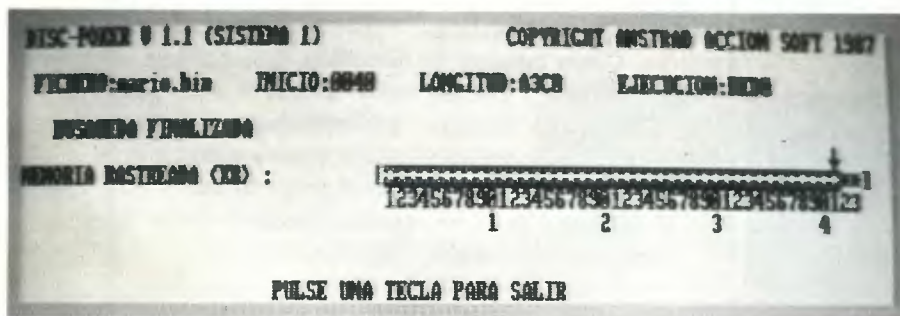 DISC-POKER V 1.1 (SISTEMA 1) COPYRIGHT AMSTRAD ACCION SOFT 1987
FICHERO:mario.bin INICIO:0040 LONGITUD: EJECUCION:
BUSQUEDA FINALIZADA
MEMORIA RASTREADA (KB) :
1234567890123456789012345678901234567890123
1 2 3 4
PULSE UNA TECLA PARA SALIR